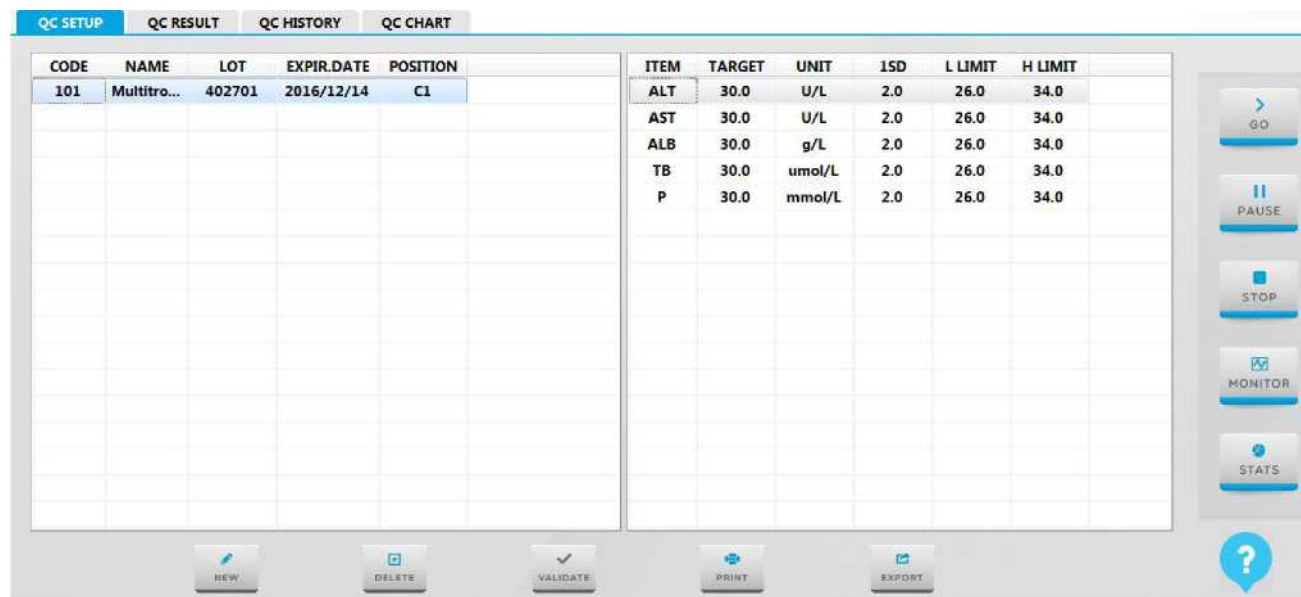 QC SETUP QC RESULT QC HISTORY QC CHART
CODE NAME LOT EXPIR.DATE POSITION ITEM TARGET UNIT 1SD L LIMIT H LIMIT
101 Multitro... 402701 2016/12/14 C1 ALT 30.0 U/L 2.0 26.0 34.0
AST 30.0 U/L 2.0 26.0 34.0
ALB 30.0 g/L 2.0 26.0 34.0
TB 30.0 umol/L 2.0 26.0 34.0
P 30.0 mmol/L 2.0 26.0 34.0
GO
PAUSE
STOP
MONITOR
STATS
NEW DELETE VALIDATE PRINT EXPORT ?